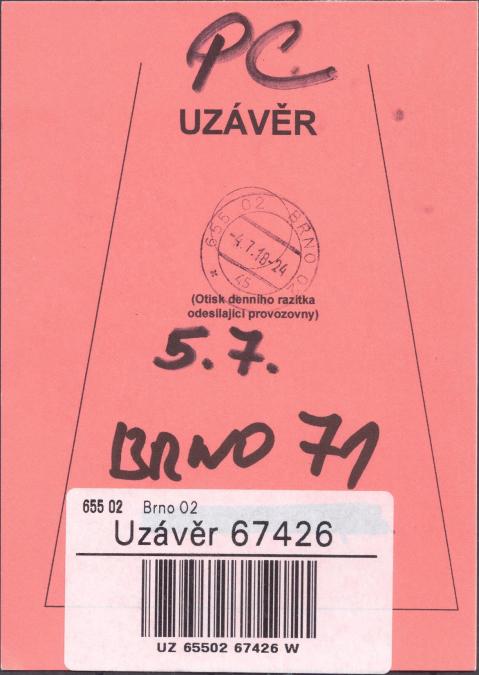 PC
UZÁVĚR
655 02 BRNO 02
-4.7.18-24
* 45
(Otisk denního razítka
odesílající provozovny)
5.7.
BRNO 71
655 02 Brno 02
Uzávěr 67426
UZ 65502 67426 W